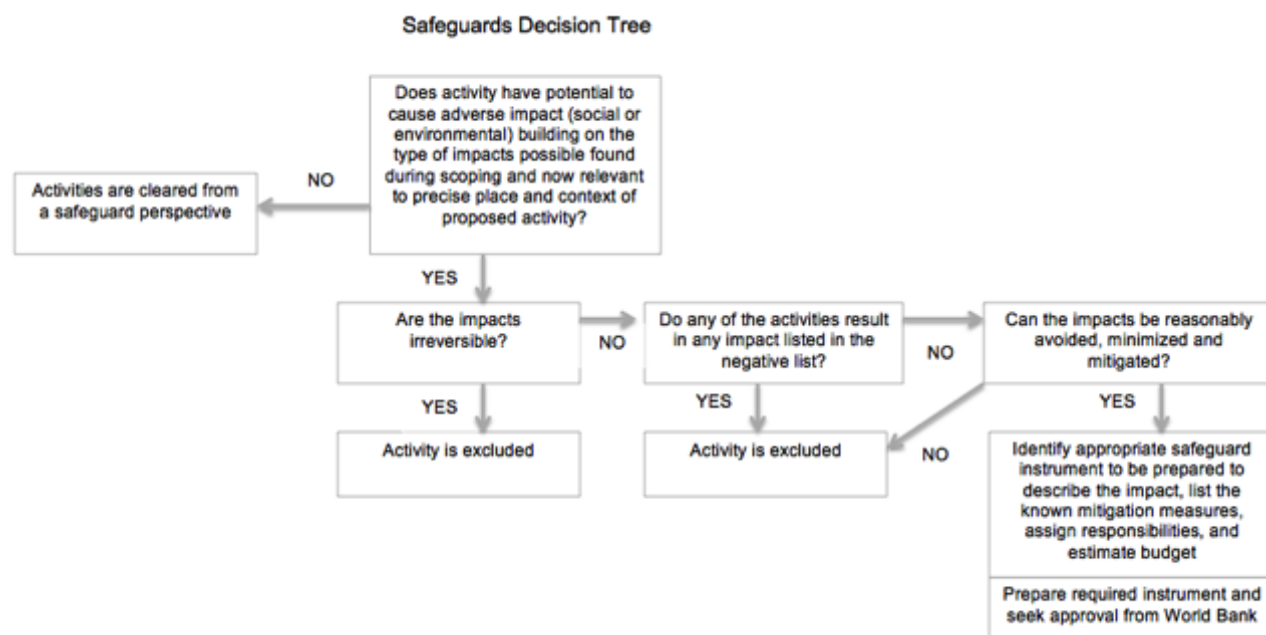 Safeguards Decision Tree
Does activity have potential to
cause adverse impact (social or
environmental) building on the
type of impacts possible found
during scoping and now relevant
to precise place and context of
proposed activity?
NO
Activities are cleared from
a safeguard perspective
YES
Are the impacts
irreversible?
NO
Do any of the activities result
in any impact listed in the
negative list?
NO
Can the impacts be reasonably
avoided, minimized and
mitigated?
YES
YES
YES
Activity is excluded
Activity is excluded
NO
Identify appropriate safeguard
instrument to be prepared to
describe the impact, list the
known mitigation measures,
assign responsibilities, and
estimate budget
Prepare required instrument and
seek approval from World Bank